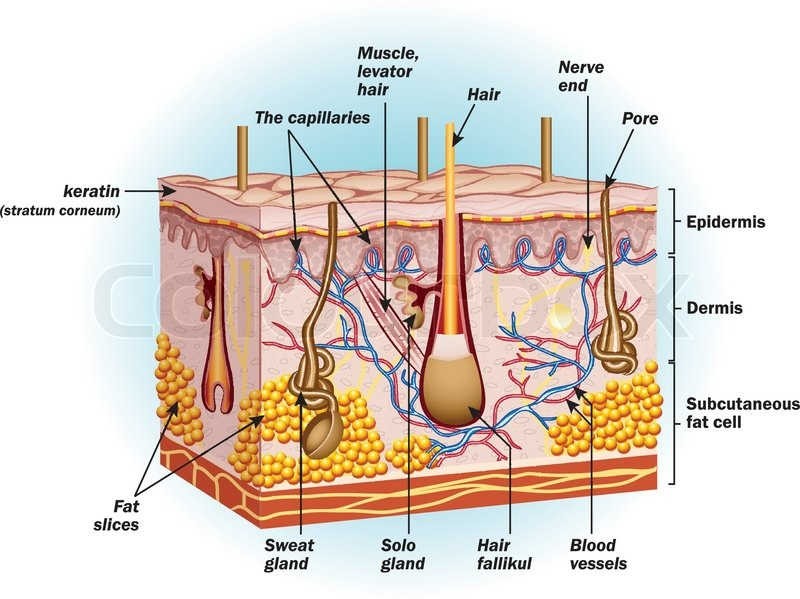 Muscle,
levator
hair
Hair
Nerve
end
The capillaries
Pore
keratin
(stratum corneum)
Epidermis
Dermis
Subcutaneous
fat cell
Fat
slices
Sweat
gland
Solo
gland
Hair
fallikul
Blood
vessels